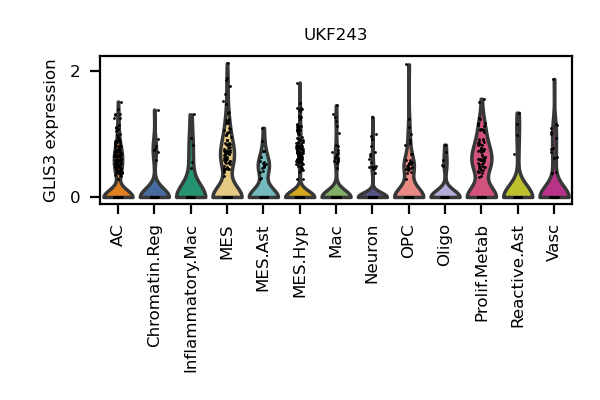 UKF243
GLIS3 expression
2
0
AC
Chromatin.Reg
Inflammatory.Mac
MES
MES.Ast
MES.Hyp
Mac
Neuron
OPC
Oligo
Prolif.Metab
Reactive.Ast
Vasc